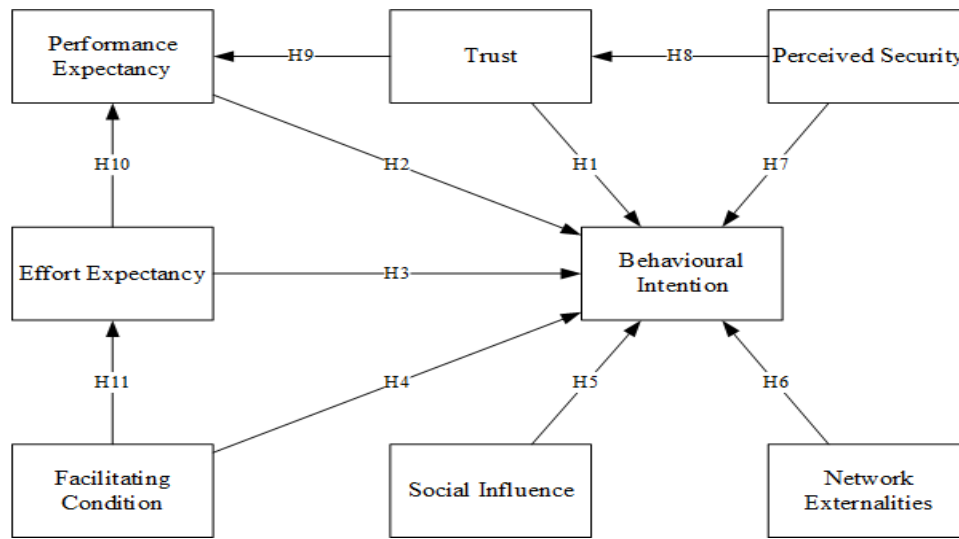 Performance
Expectancy
H9
Trust
H8
Perceived Security
H10
H2
H1
H7
Effort Expectancy
H3
Behavioural
Intention
H11
H4
H5
H6
Facilitating
Condition
Social Influence
Network
Externalities